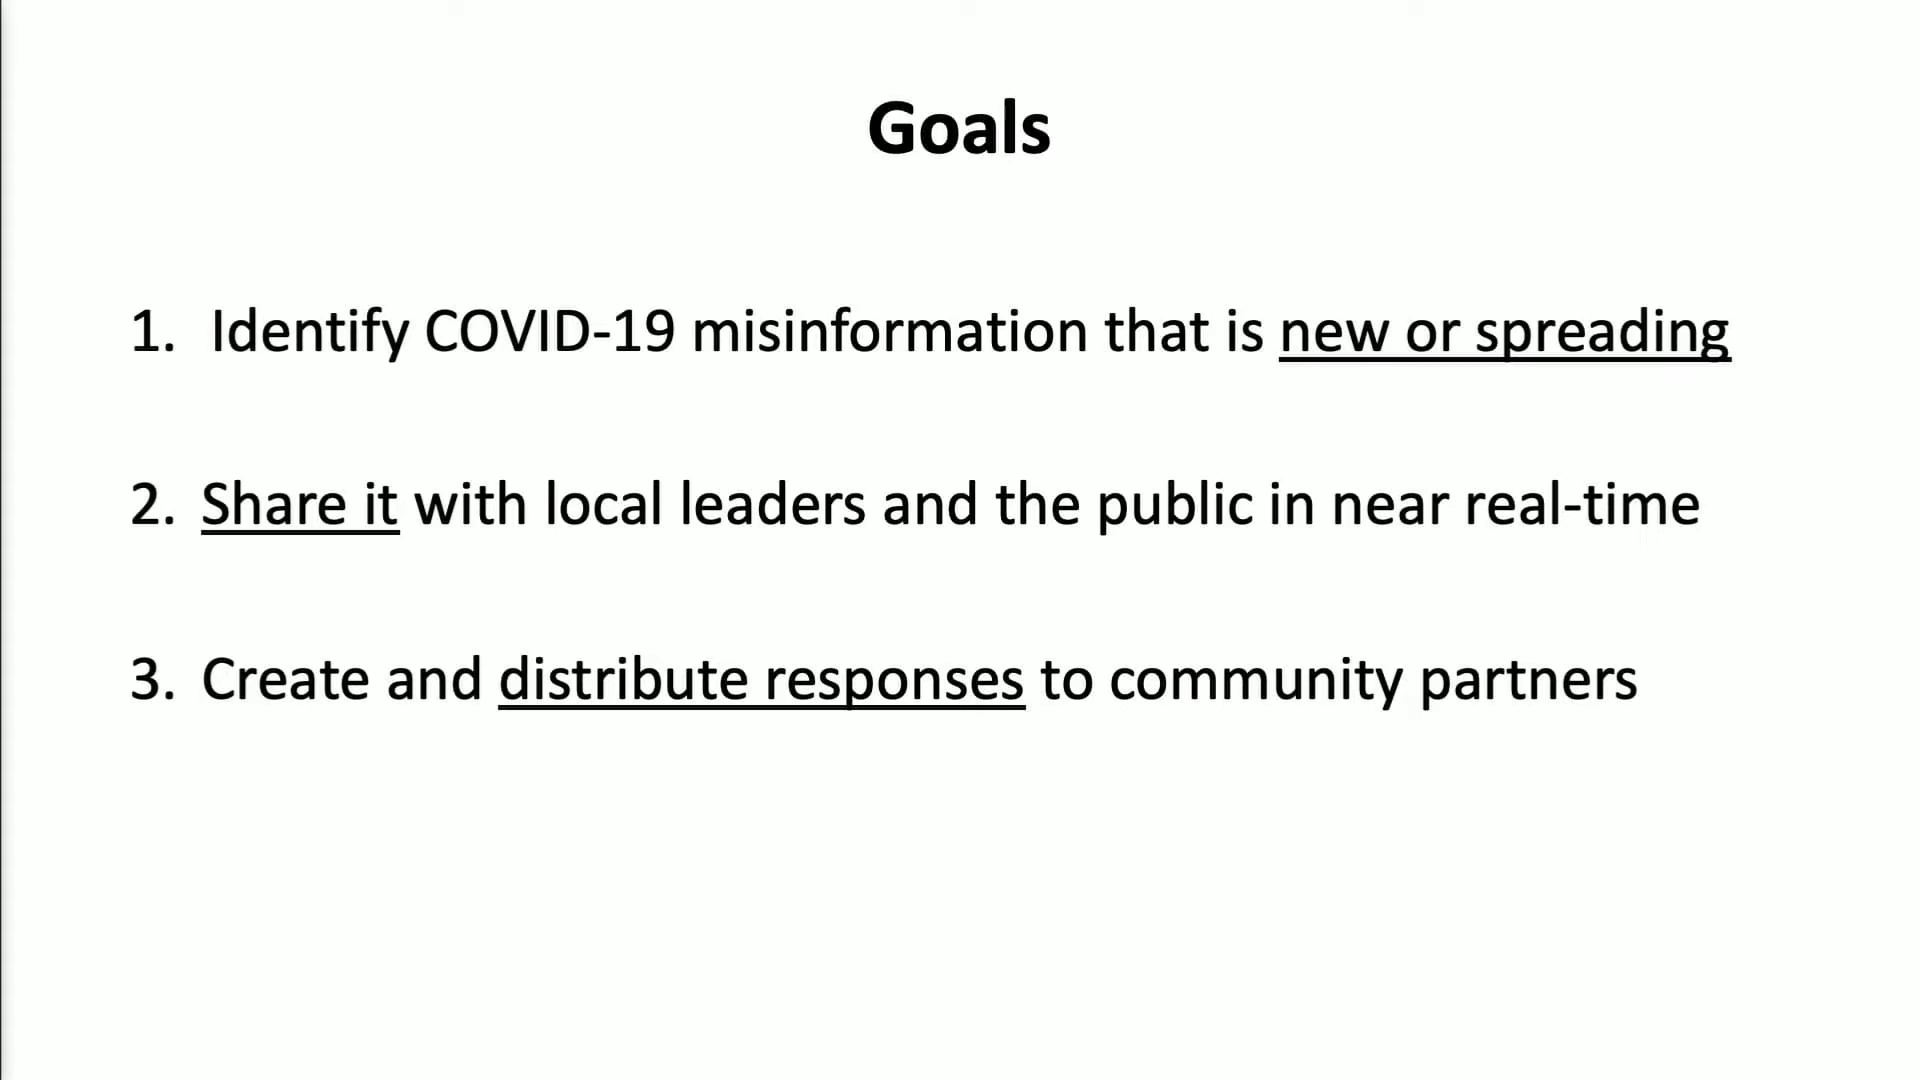 Goals
1. Identify COVID-19 misinformation that is new or spreading
2. Share it with local leaders and the public in near real-time
3. Create and distribute responses to community partners